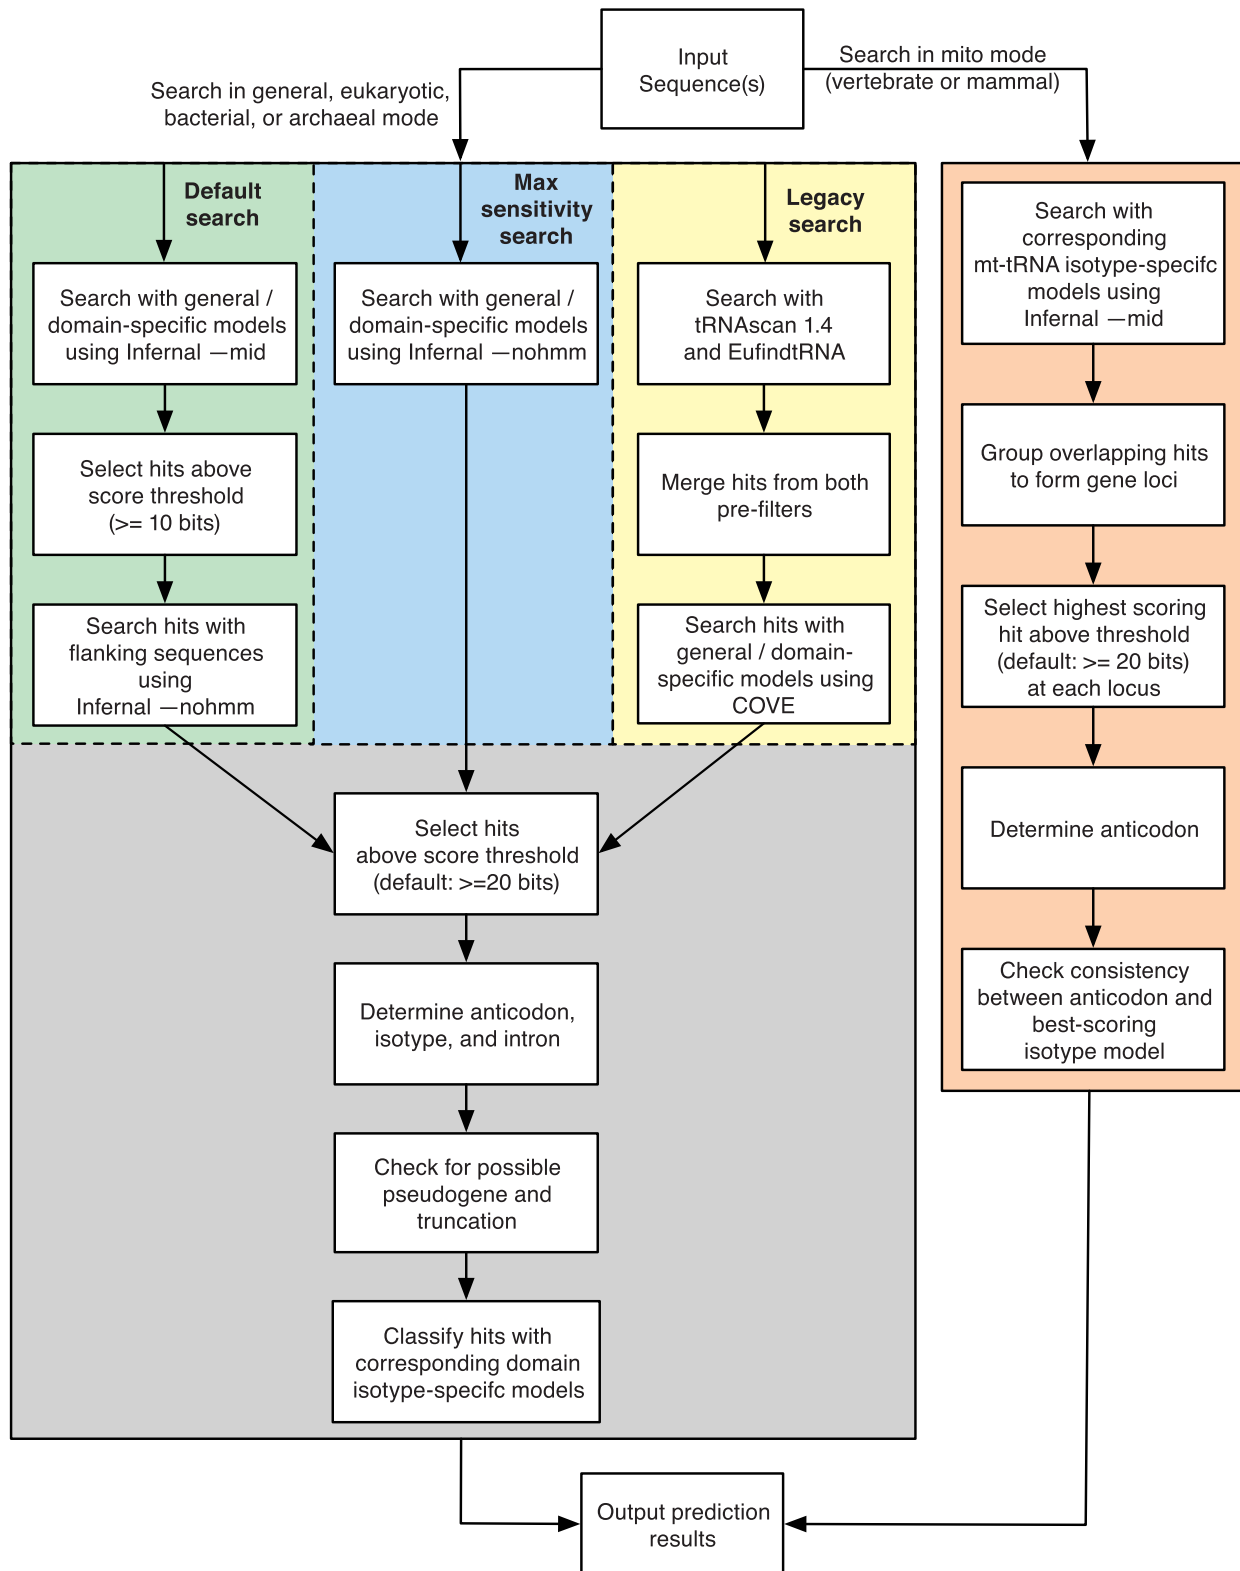 Input
Sequence(s)
Search in general, eukaryotic,
bacterial, or archaeal mode
Search in mito mode
(vertebrate or mammal)
Default
search
Search with general /
domain-specific models
using Infernal —mid
Select hits above
score threshold
(>= 10 bits)
Search hits with
flanking sequences
using
Infernal —nohmm
Max
sensitivity
search
Search with general /
domain-specific models
using Infernal —nohmm
Legacy
search
Search with
tRNAscan 1.4
and EufindtRNA
Merge hits from both
pre-filters
Search hits with
general / domain-
specific models using
COVE
Select hits
above score threshold
(default: >=20 bits)
Determine anticodon,
isotype, and intron
Check for possible
pseudogene and
truncation
Classify hits with
corresponding domain
isotype-specifc models
Search with
corresponding
mt-tRNA isotype-specifc
models using
Infernal —mid
Group overlapping hits
to form gene loci
Select highest scoring
hit above threshold
(default: >= 20 bits)
at each locus
Determine anticodon
Check consistency
between anticodon and
best-scoring
isotype model
Output prediction
results